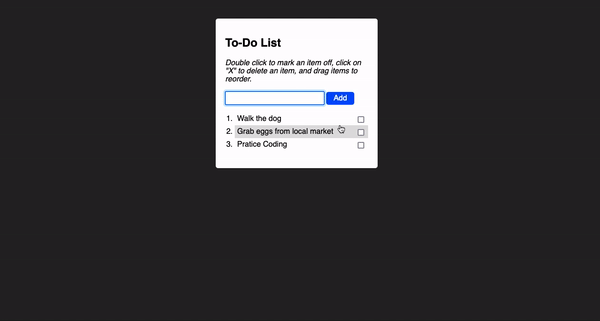 To-Do List
Double click to mark an item off, click on
"X" to delete an item, and drag items to
reorder.
Add
1. Walk the dog
2. Grab eggs from local market
3. Pratice Coding